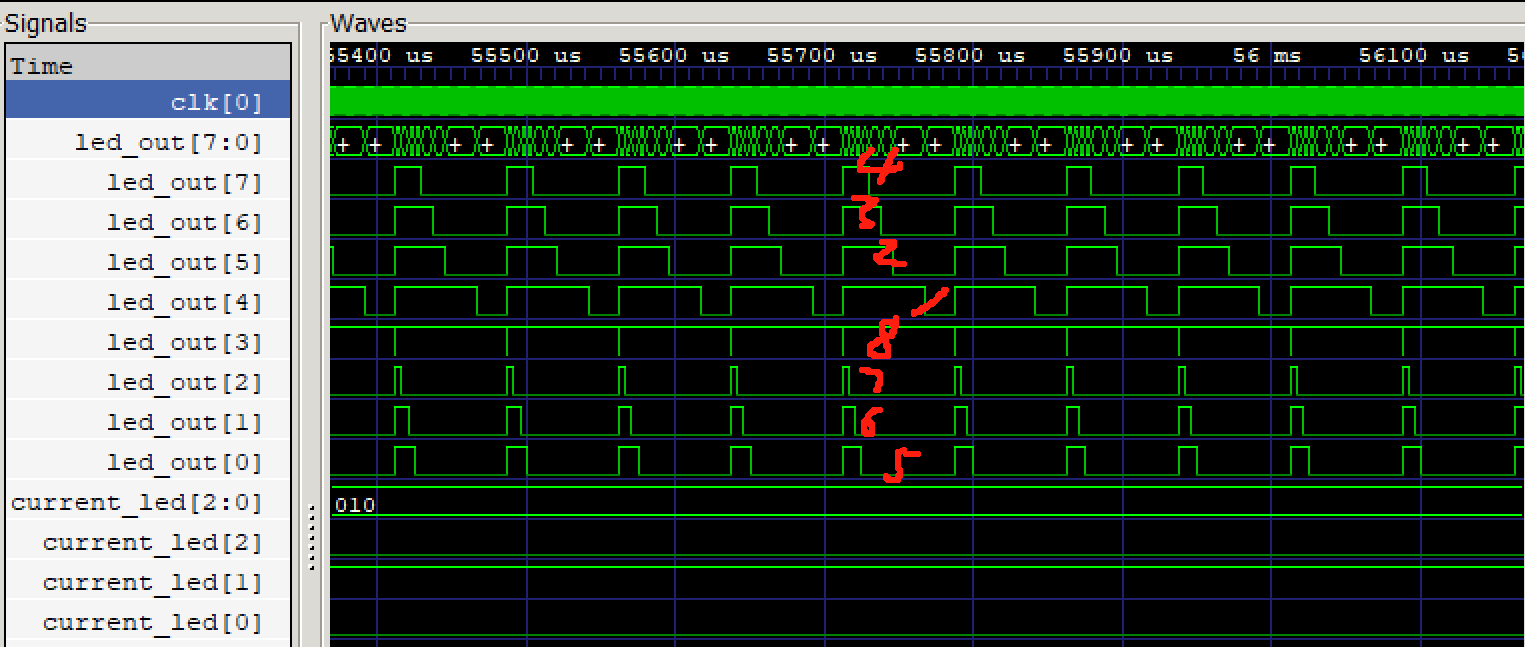 Signals
Waves
Time
55400 us 55500 us 55600 us 55700 us 55800 us 55900 us 56 ms 56100 us
clk[0]
led_out[7:0] + + + + + + + + + + + + + + + + + + + + +
led_out[7] 4
led_out[6] 3
led_out[5] 2
led_out[4] 1
led_out[3] 8
led_out[2] 7
led_out[1] 6
led_out[0] 5
current_led[2:0] 010
current_led[2]
current_led[1]
current_led[0]